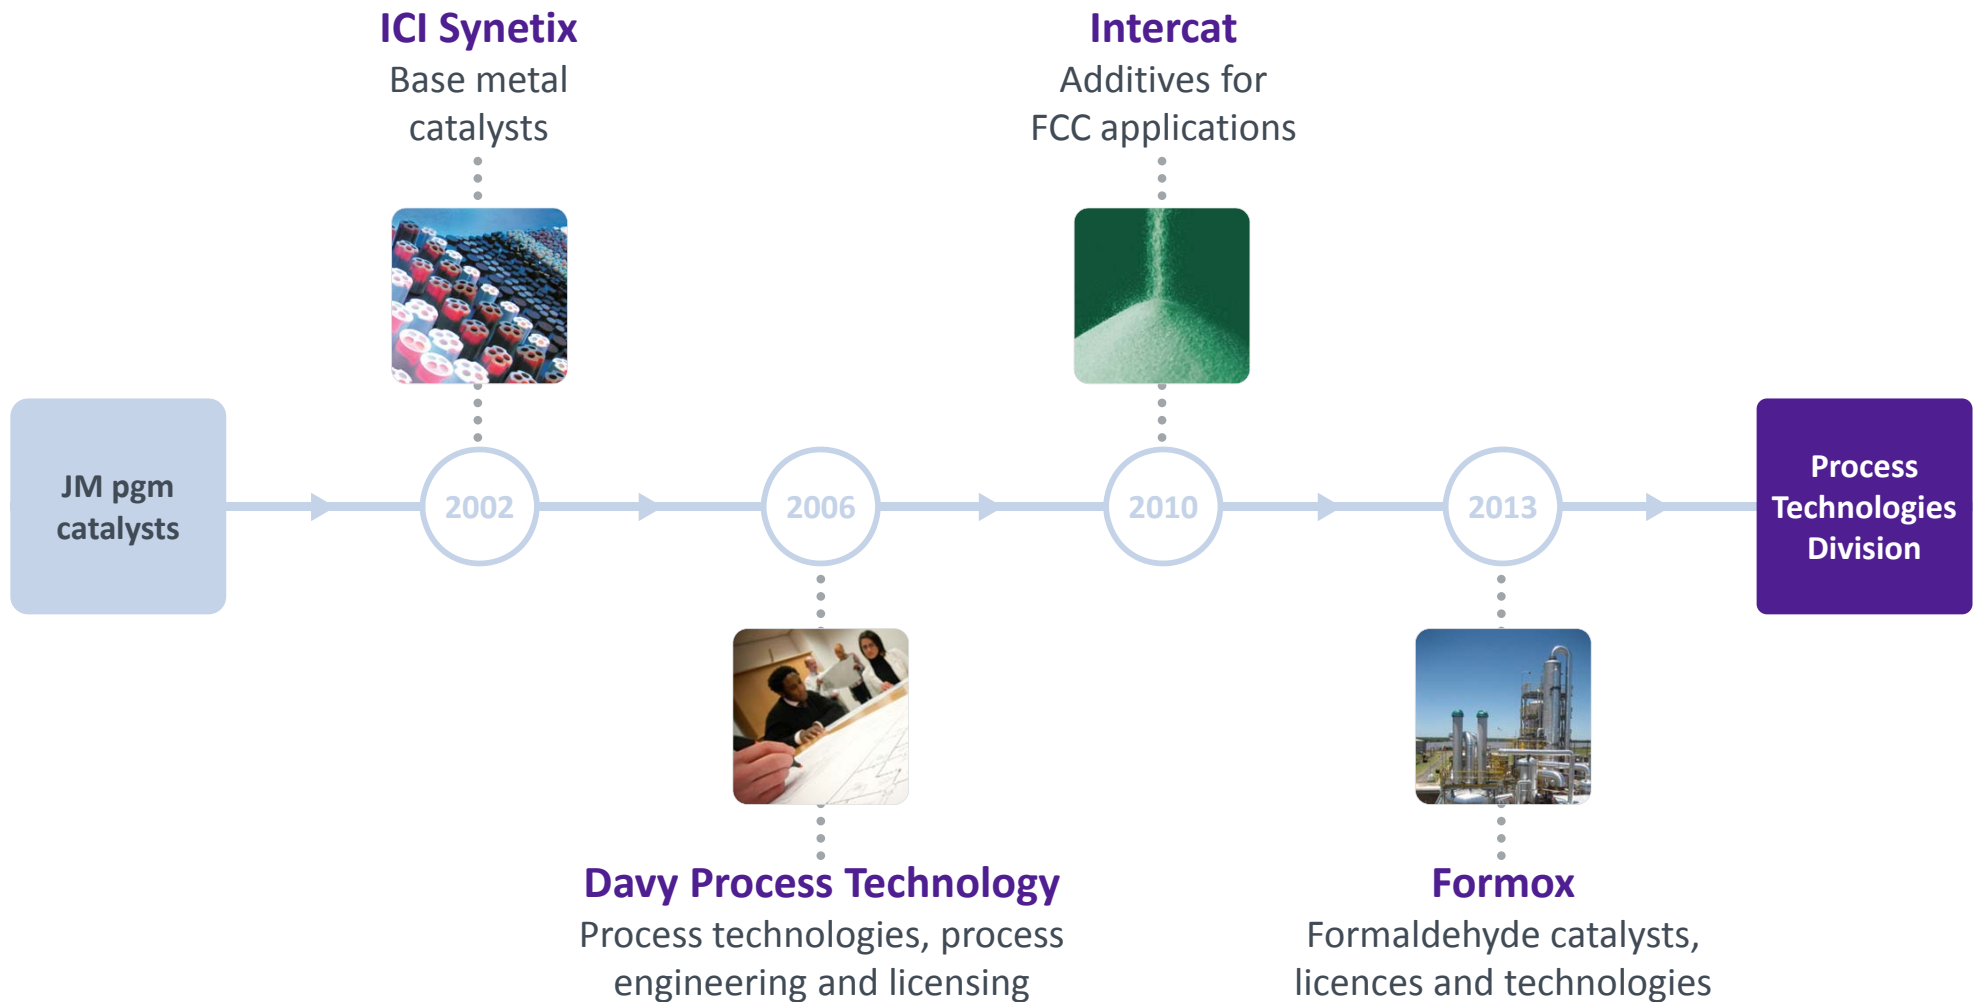 ICI Synetix
Base metal
catalysts
Intercat
Additives for
FCC applications
JM pgm
catalysts
2002
2006
2010
2013
Process
Technologies
Division
Davy Process Technology
Process technologies, process
engineering and licensing
Formox
Formaldehyde catalysts,
licences and technologies